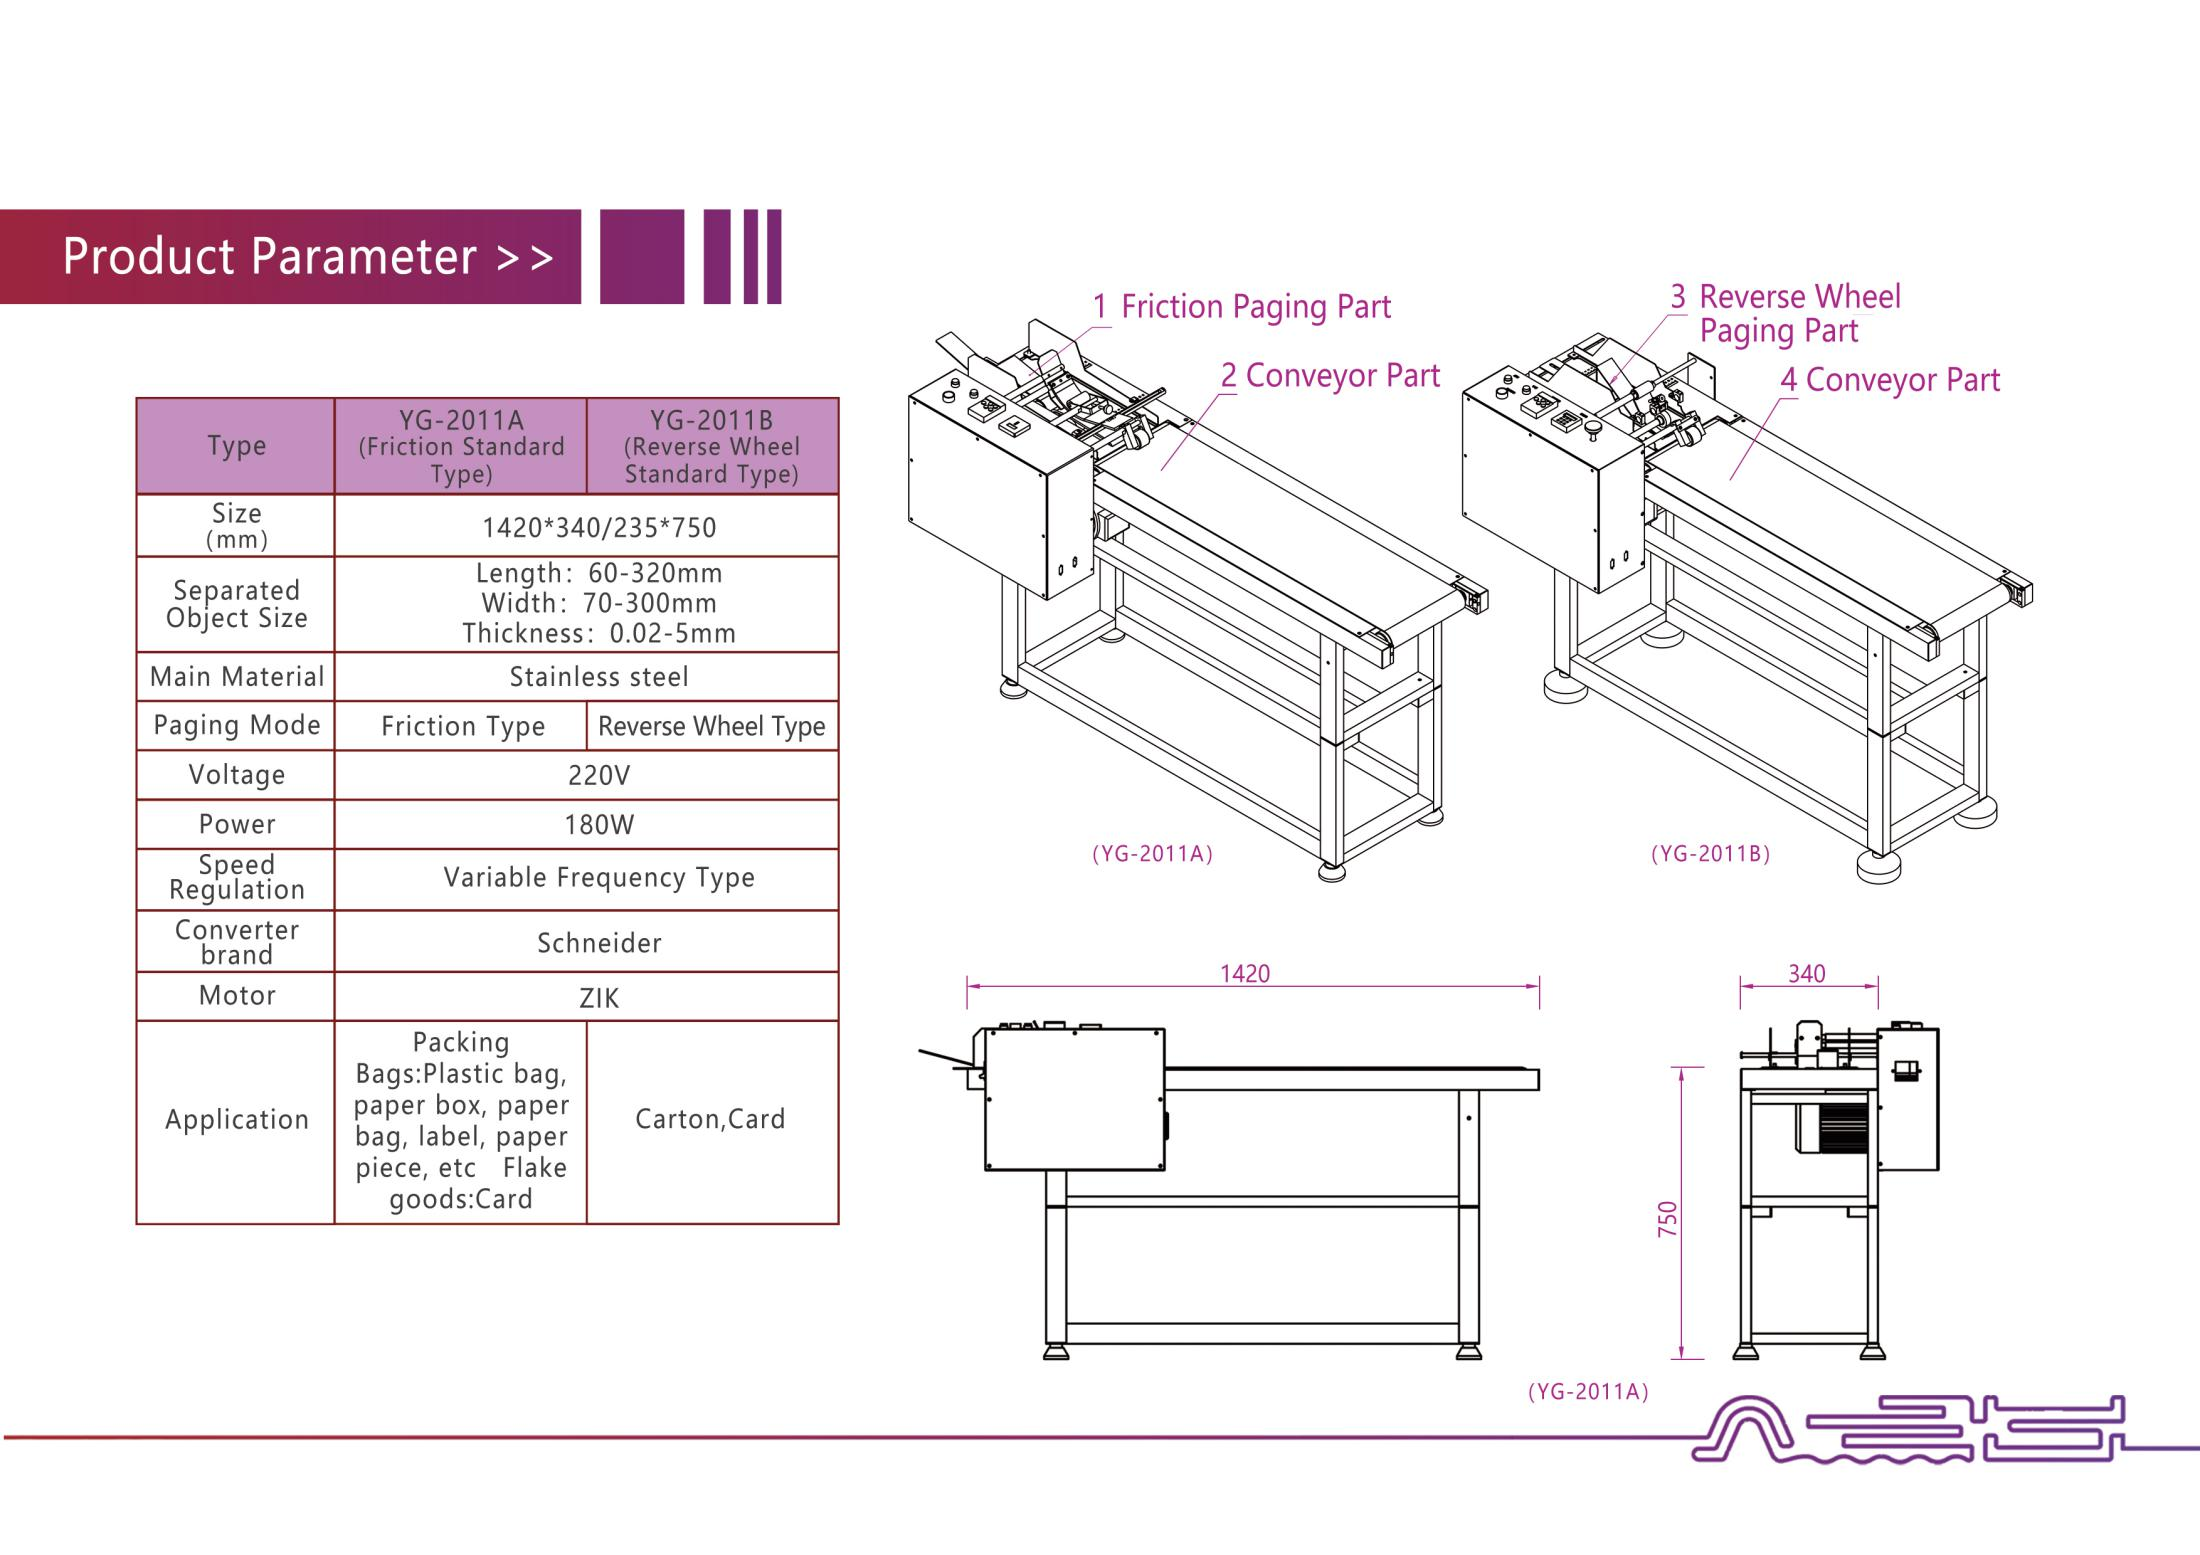 Product Parameter >>
Type
YG-2011A
(Friction Standard
Type)
YG-2011B
(Reverse Wheel
Standard Type)
Size
(mm)
1420*340/235*750
Separated
Object Size
Length: 60-320mm
Width: 70-300mm
Thickness: 0.02-5mm
Main Material
Stainless steel
Paging Mode
Friction Type
Reverse Wheel Type
Voltage
220V
Power
180W
Speed
Regulation
Variable Frequency Type
Converter
brand
Schneider
Motor
ZIK
Application
Packing
Bags:Plastic bag,
paper box, paper
bag, label, paper
piece, etc Flake
goods:Card
Carton,Card
1 Friction Paging Part
2 Conveyor Part
3 Reverse Wheel
Paging Part
4 Conveyor Part
(YG-2011A)
(YG-2011B)
1420
340
750
(YG-2011A)